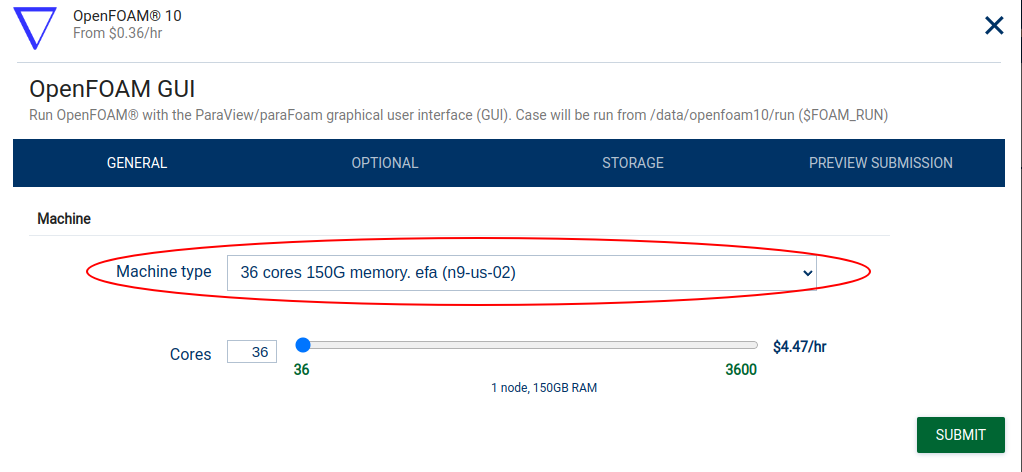 OpenFOAM® 10
From $0.36/hr
OpenFOAM GUI
Run OpenFOAM® with the ParaView/paraFoam graphical user interface (GUI). Case will be run from /data/openfoam10/run ($FOAM_RUN)
GENERAL OPTIONAL STORAGE PREVIEW SUBMISSION
Machine
Machine type 36 cores 150G memory. efa (n9-us-02)
Cores 36 $4.47/hr
36 3600
1 node, 150GB RAM
SUBMIT